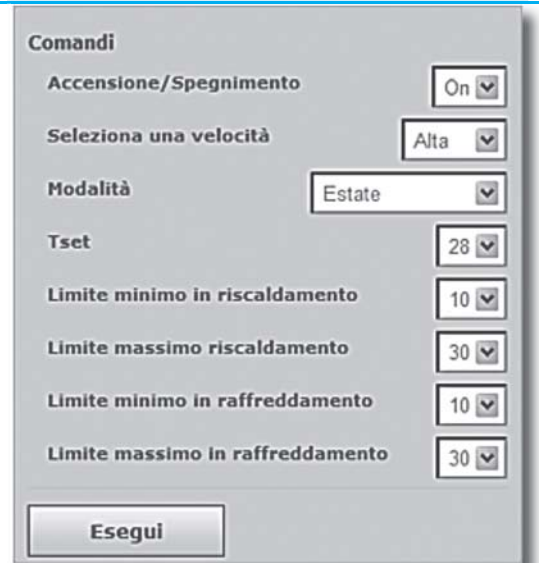 Comandi
Accensione/Spegnimento On
Seleziona una velocità Alta
Modalità Estate
Tset 28
Limite minimo in riscaldamento 10
Limite massimo riscaldamento 30
Limite minimo in raffreddamento 10
Limite massimo in raffreddamento 30
Esegui